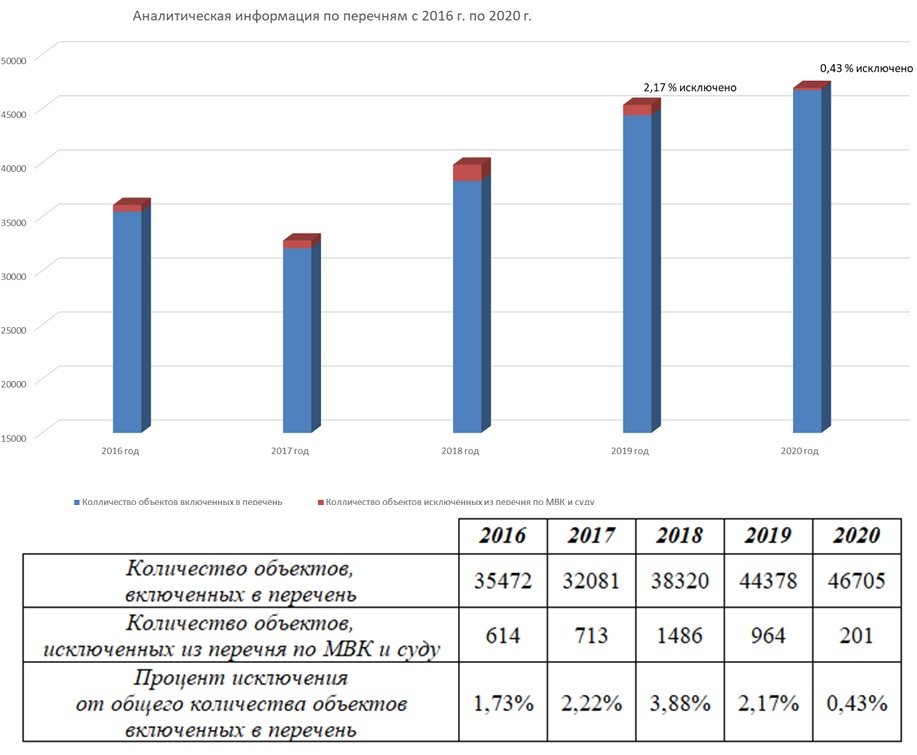 Аналитическая информация по перечням с 2016 г. по 2020 г.
50000
45000
40000
35000
30000
25000
20000
15000
2,17 % исключено
0,43 % исключено
2016 год
2017 год
2018 год
2019 год
2020 год
Колличество объектов включенных в перечень
Колличество объектов исключенных из перечня по МВК и суду
2016 2017 2018 2019 2020
Количество объектов,
включенных в перечень
35472 32081 38320 44378 46705
Количество объектов,
исключенных из перечня по МВК и суду
614 713 1486 964 201
Процент исключения
от общего количества объектов
включенных в перечень
1,73% 2,22% 3,88% 2,17% 0,43%